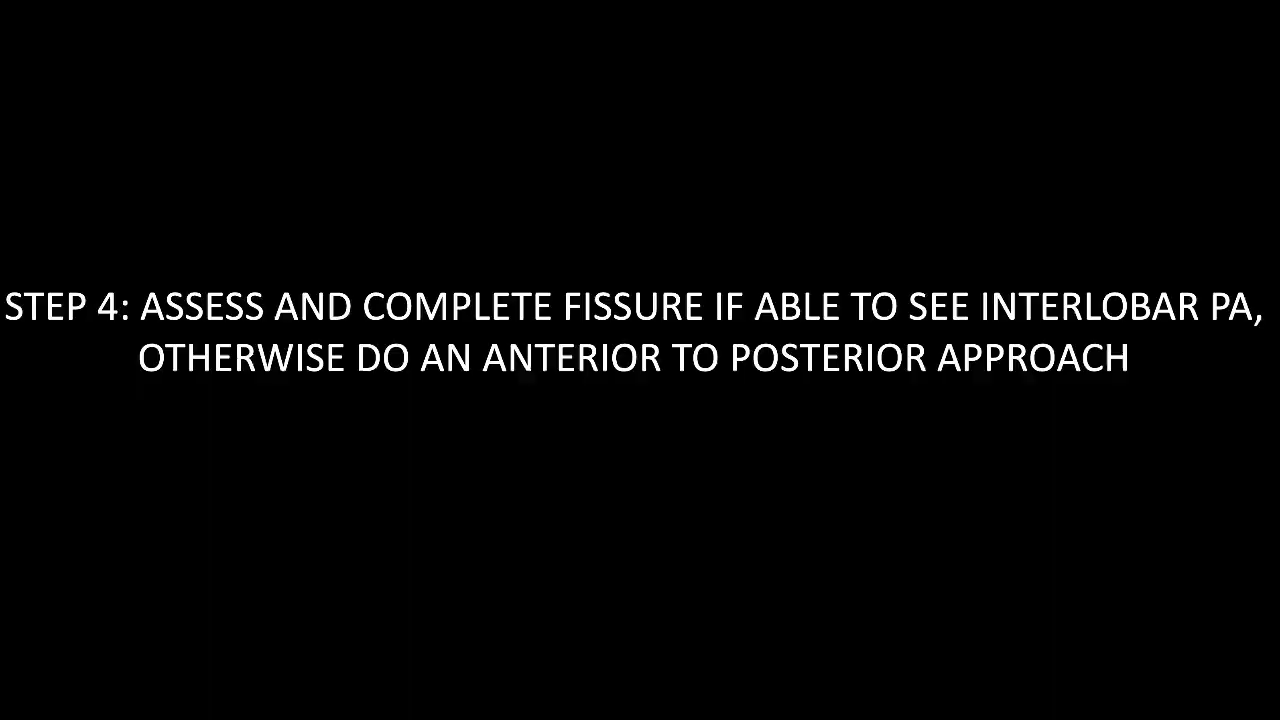 STEP 4: ASSESS AND COMPLETE FISSURE IF ABLE TO SEE INTERLOBAR PA,
OTHERWISE DO AN ANTERIOR TO POSTERIOR APPROACH